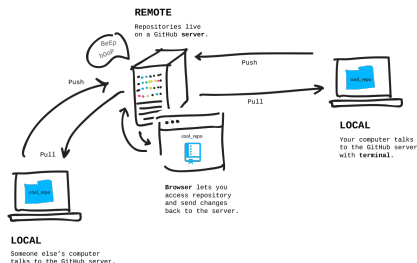 REMOTE
Repositories live
on a GitHub server.
BeEp
bOoP
Push
Pull
Push
Pull
cool_repo
cool_repo
LOCAL
Your computer talks
to the GitHub server
with terminal.
Browser lets you
access repository
and send changes
back to the server.
cool_repo
LOCAL
Someone else's computer
talks to the GitHub server.